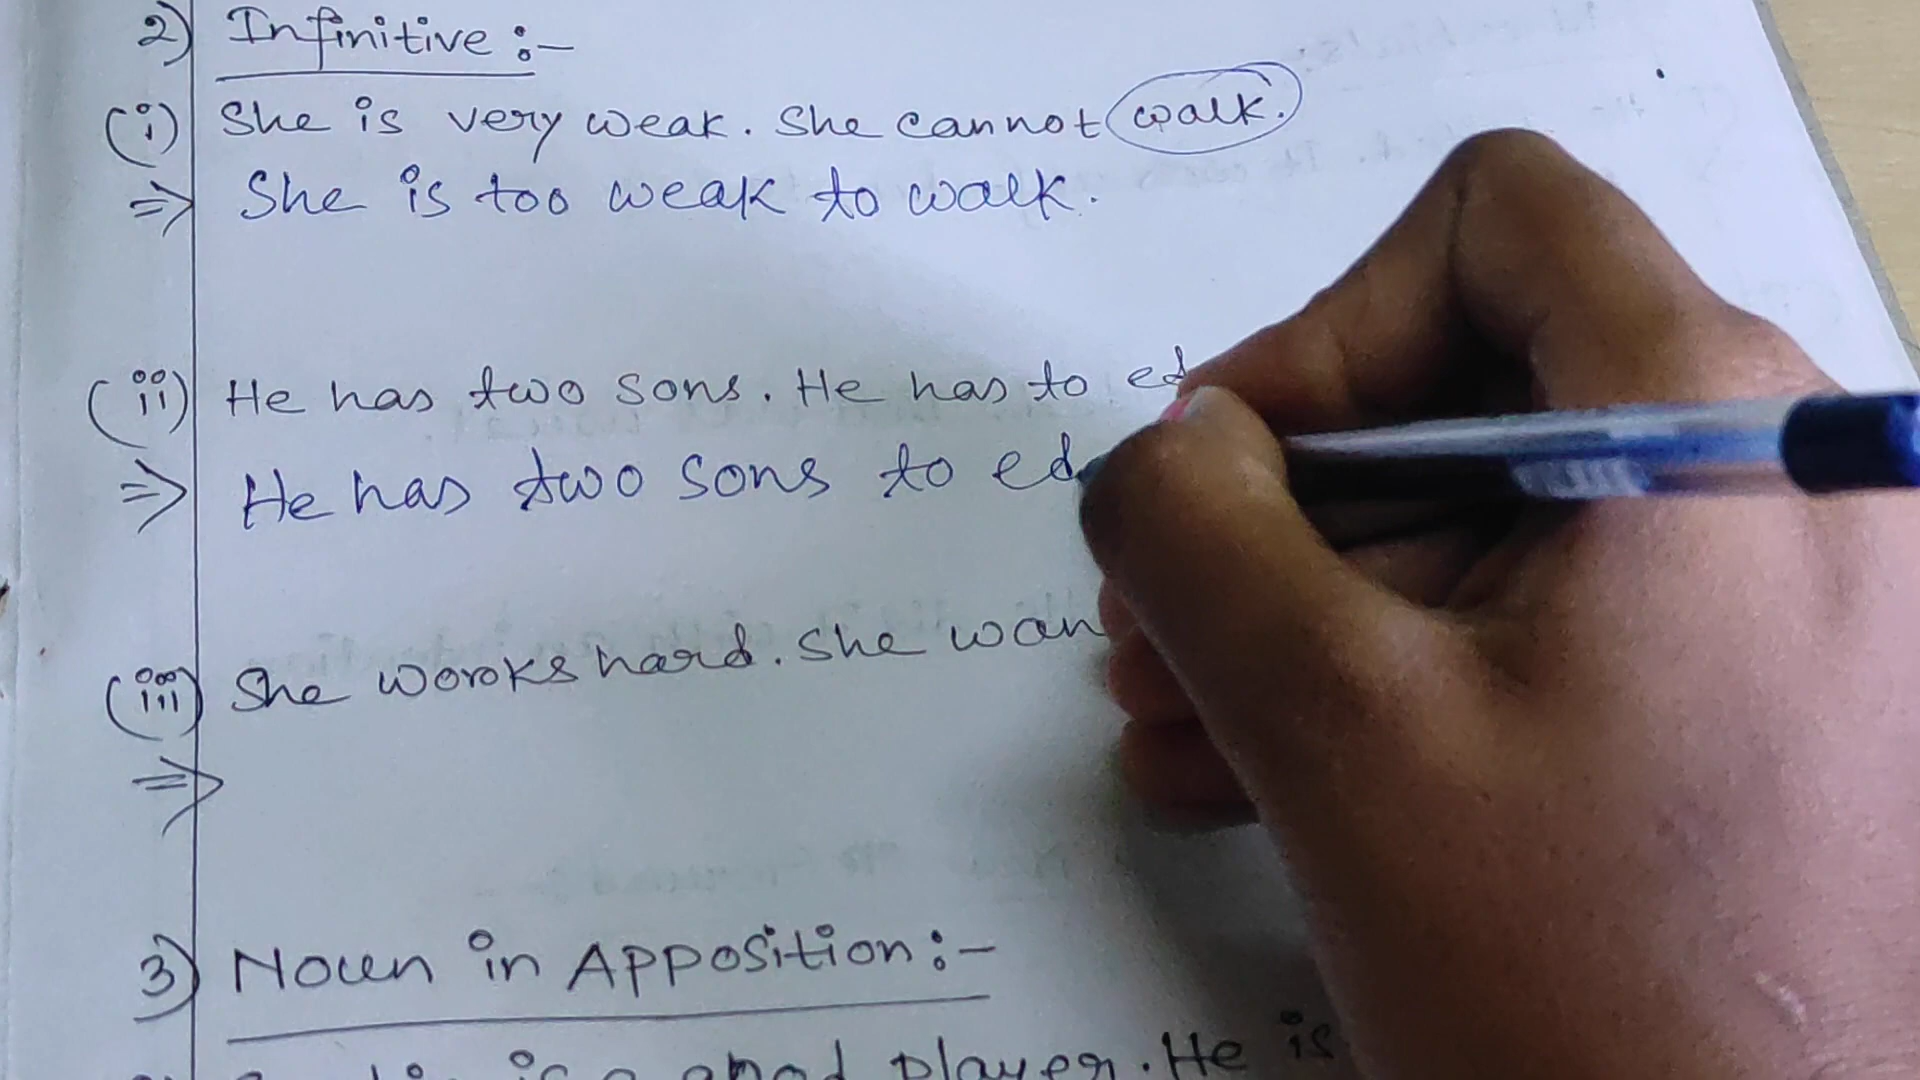 2) Infinitive :-
(i) She is very weak. She cannot walk.
⇒ She is too weak to walk.
(ii) He has two sons. He has to ed
⇒ He has two sons to ed
(iii) She works hard. She wan
⇒
3) Noun in Apposition :-
is a good player. He is